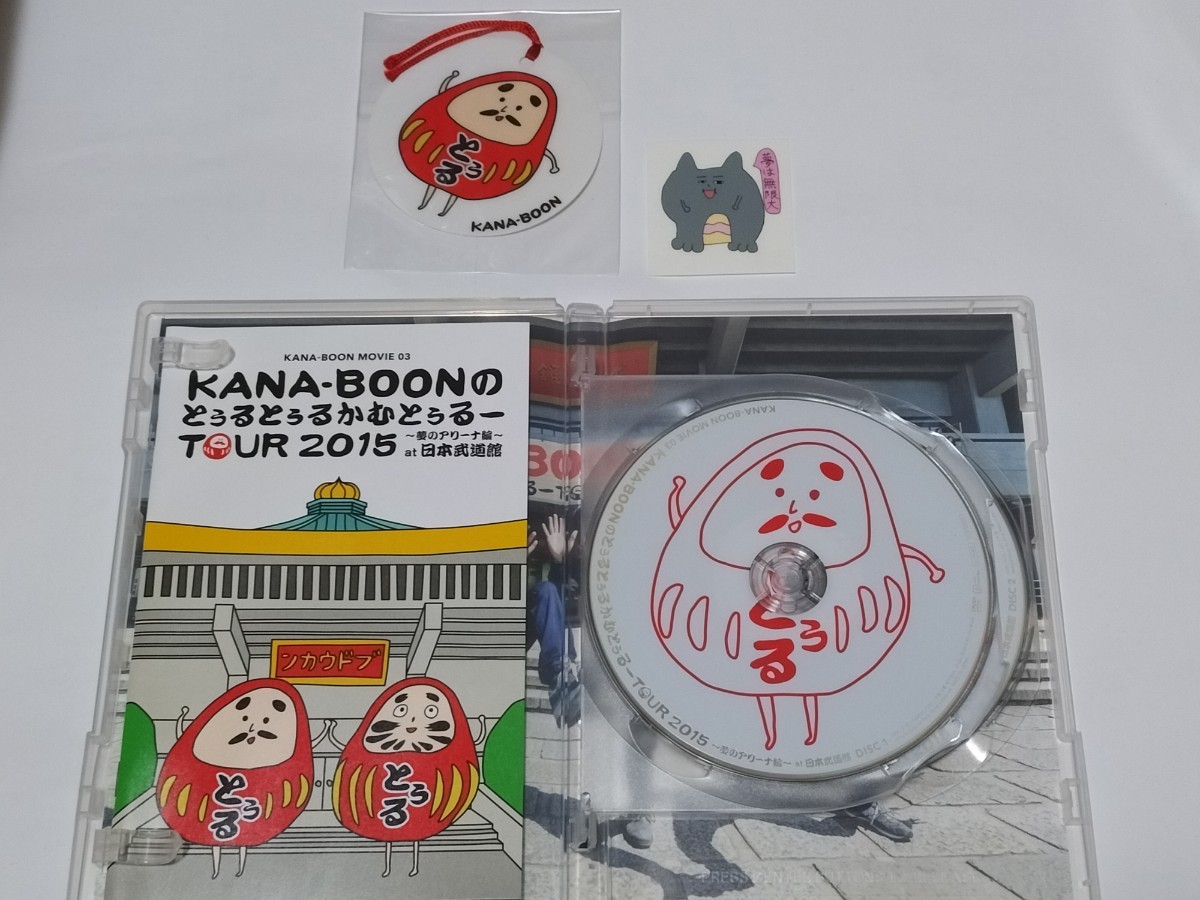 とぅ
る
KANA-BOON
夢は無限大
KANA-BOON MOVIE 03
KANA-BOONの
とぅるとぅるかむとぅるー
TOUR 2015 ～夢のアリーナ編～ at 日本武道館
ンカウドブ
とぅ
る
とぅ
る
KANA-BOON MOVIE 03 KANA-BOONのとぅるとぅるかむとぅるーTOUR 2015 ～夢のアリーナ編～ at 日本武道館 DISC 1
とぅ
る
DISC 2